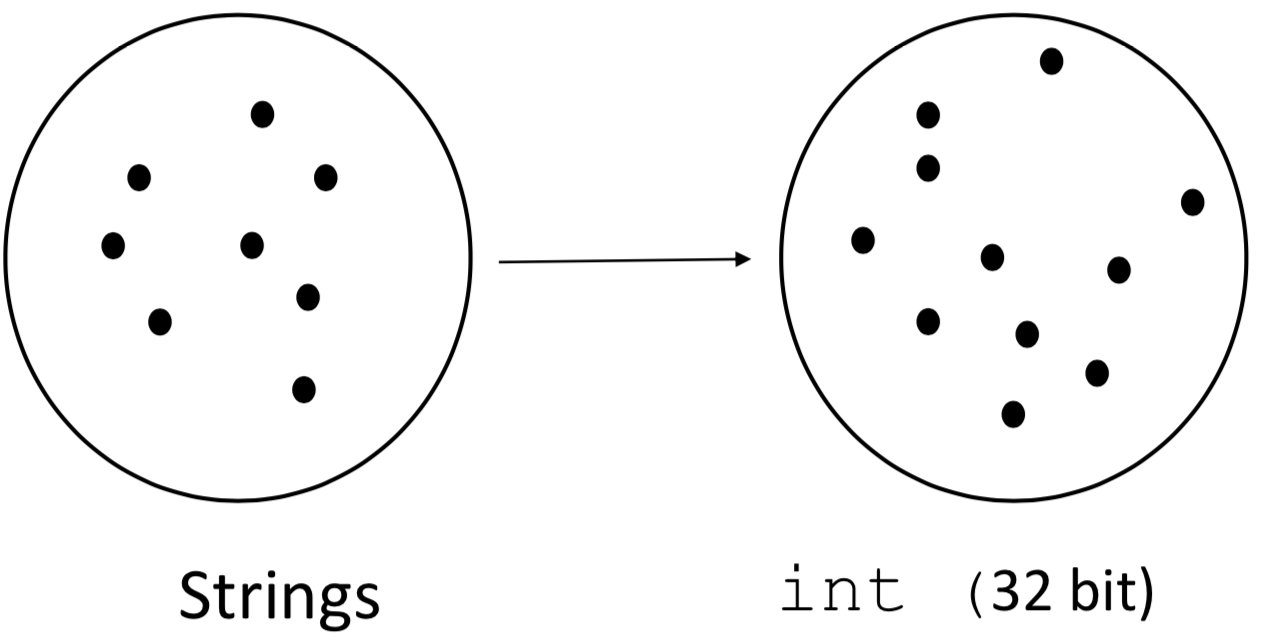 Strings int (32 bit)